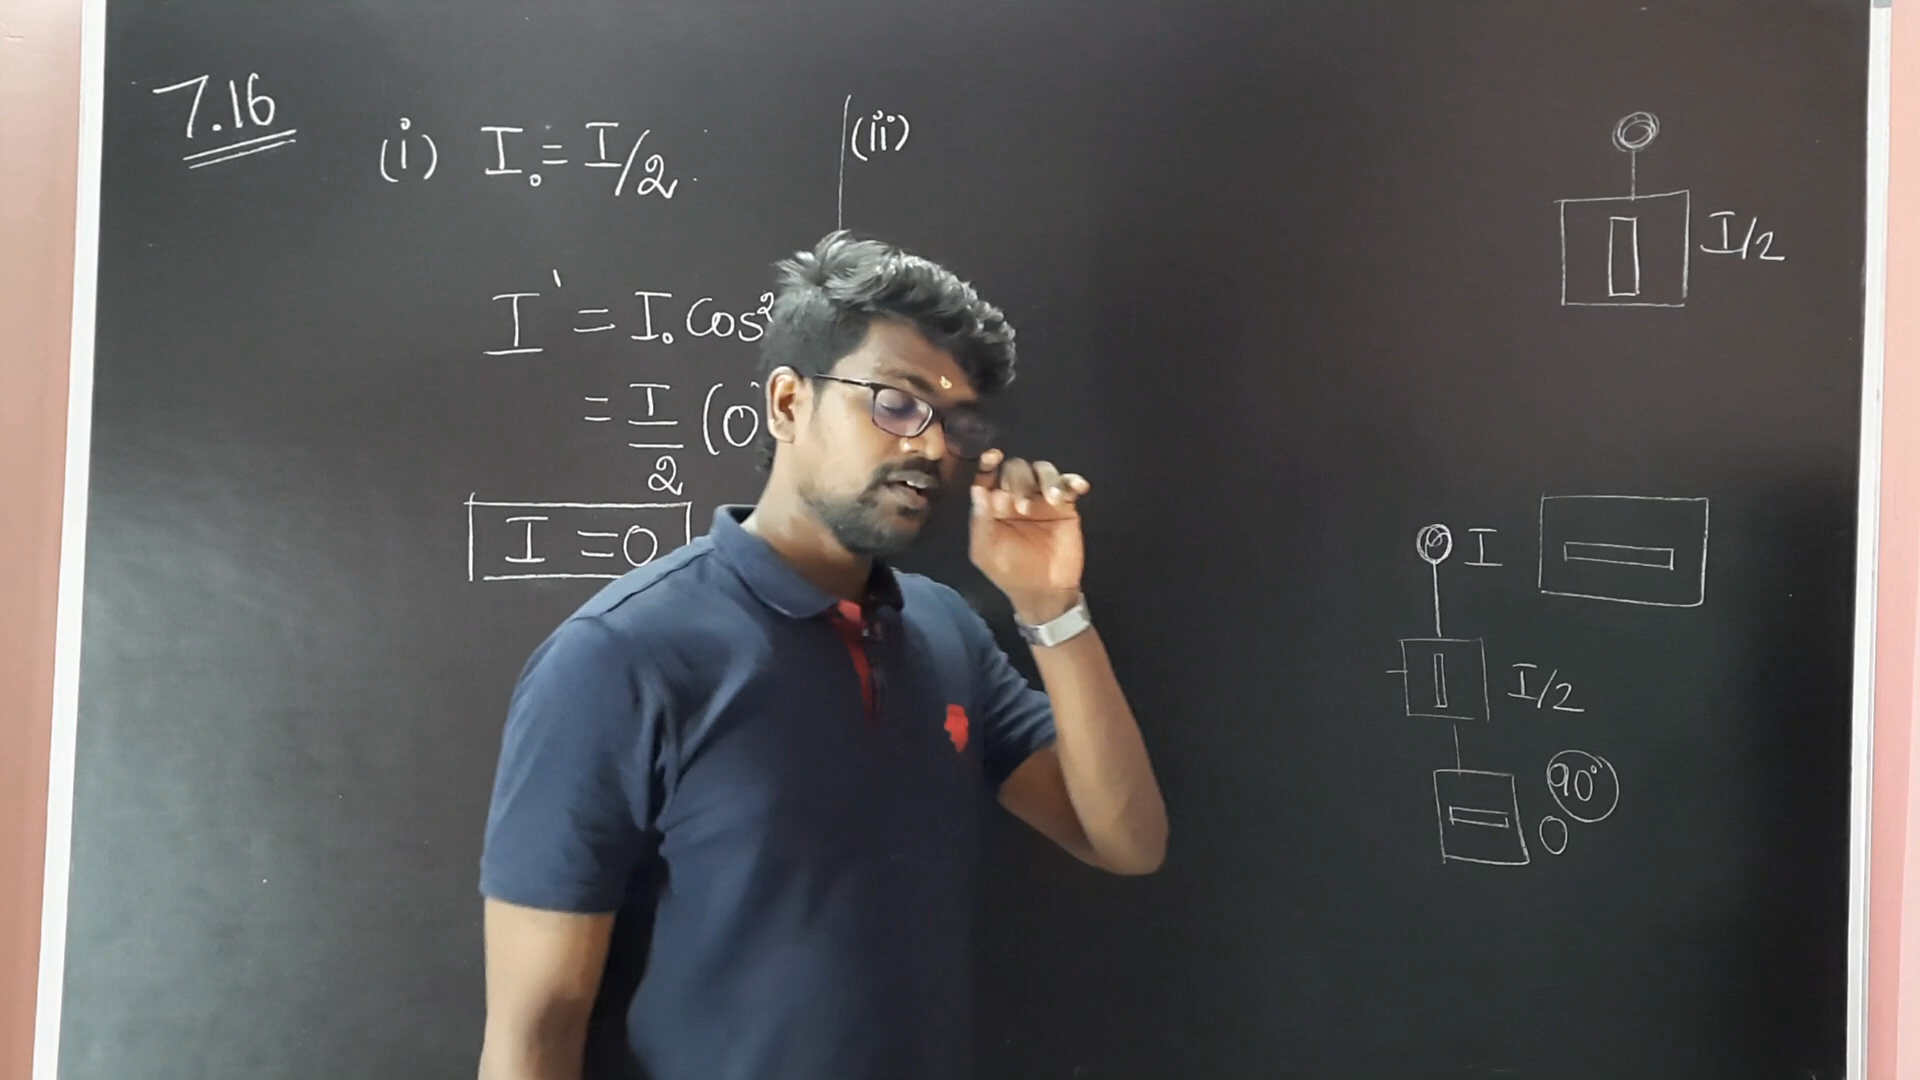 7.16
(i) I₀ = I/2
I' = I₀ Cos²
= I/2 (0
I = 0
(ii)
I/2
I
I/2
90°
0